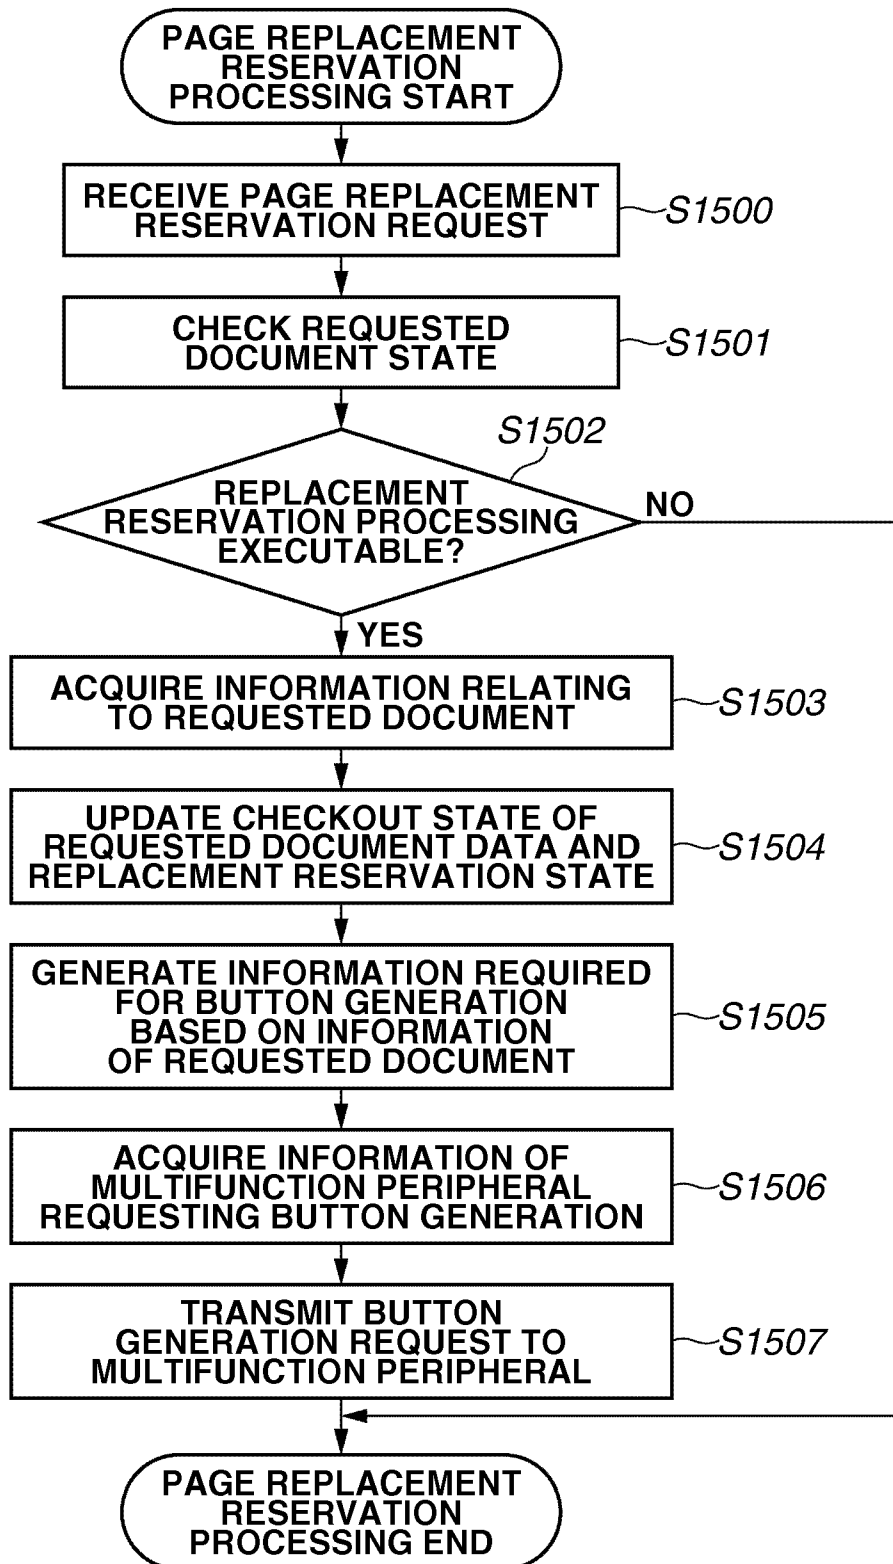 PAGE REPLACEMENT
RESERVATION
PROCESSING START
RECEIVE PAGE REPLACEMENT
RESERVATION REQUEST
S1500
CHECK REQUESTED
DOCUMENT STATE
S1501
S1502
REPLACEMENT
RESERVATION PROCESSING
EXECUTABLE?
NO
YES
ACQUIRE INFORMATION RELATING
TO REQUESTED DOCUMENT
S1503
UPDATE CHECKOUT STATE OF
REQUESTED DOCUMENT DATA AND
REPLACEMENT RESERVATION STATE
S1504
GENERATE INFORMATION REQUIRED
FOR BUTTON GENERATION
BASED ON INFORMATION
OF REQUESTED DOCUMENT
S1505
ACQUIRE INFORMATION OF
MULTIFUNCTION PERIPHERAL
REQUESTING BUTTON GENERATION
S1506
TRANSMIT BUTTON
GENERATION REQUEST TO
MULTIFUNCTION PERIPHERAL
S1507
PAGE REPLACEMENT
RESERVATION
PROCESSING END